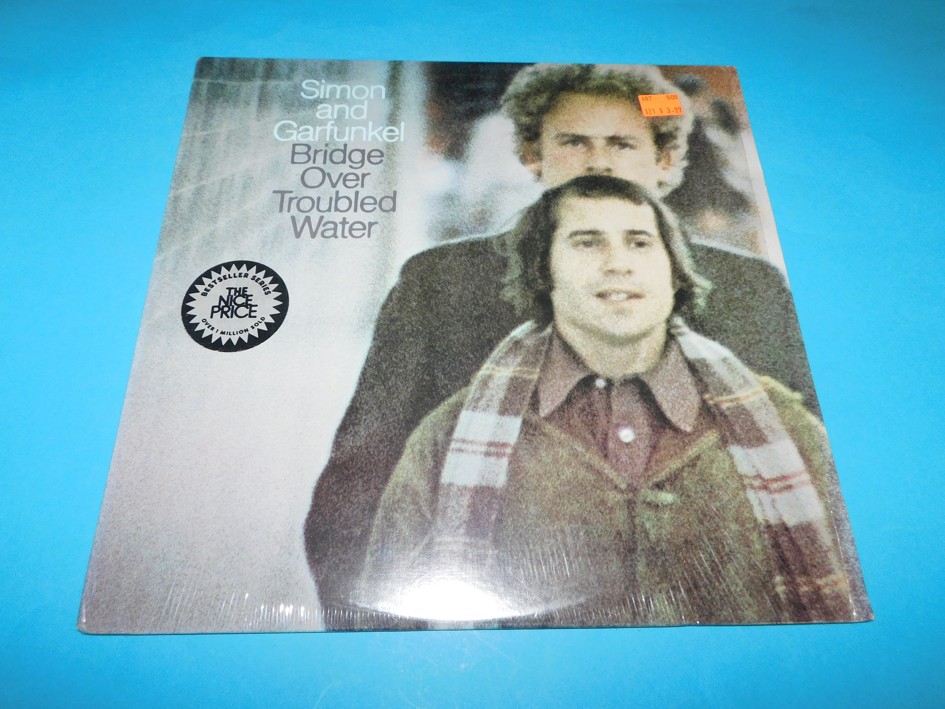 Simon
and
Garfunkel
Bridge
Over
Troubled
Water
BESTSELLER SERIES
THE
NICE
PRICE
OVER 1 MILLION SOLD